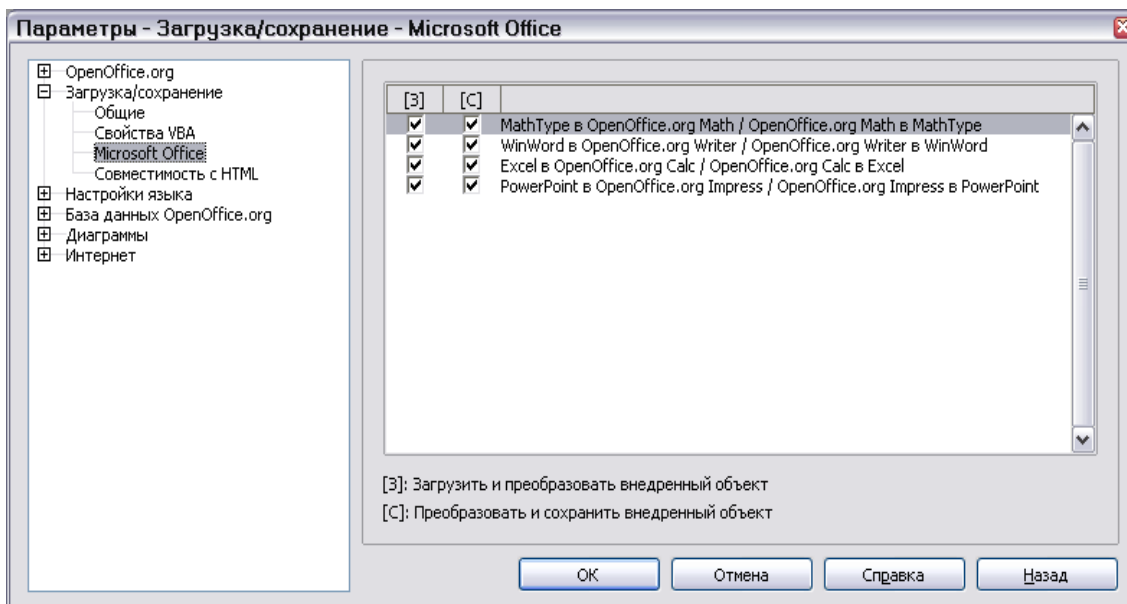 Параметры - Загрузка/сохранение - Microsoft Office
OpenOffice.org
Загрузка/сохранение
Общие
Свойства VBA
Microsoft Office
Совместимость с HTML
Настройки языка
База данных OpenOffice.org
Диаграммы
Интернет
[З] [С]
MathType в OpenOffice.org Math / OpenOffice.org Math в MathType
WinWord в OpenOffice.org Writer / OpenOffice.org Writer в WinWord
Excel в OpenOffice.org Calc / OpenOffice.org Calc в Excel
PowerPoint в OpenOffice.org Impress / OpenOffice.org Impress в PowerPoint
[З]: Загрузить и преобразовать внедренный объект
[С]: Преобразовать и сохранить внедренный объект
ОК Отмена Справка Назад